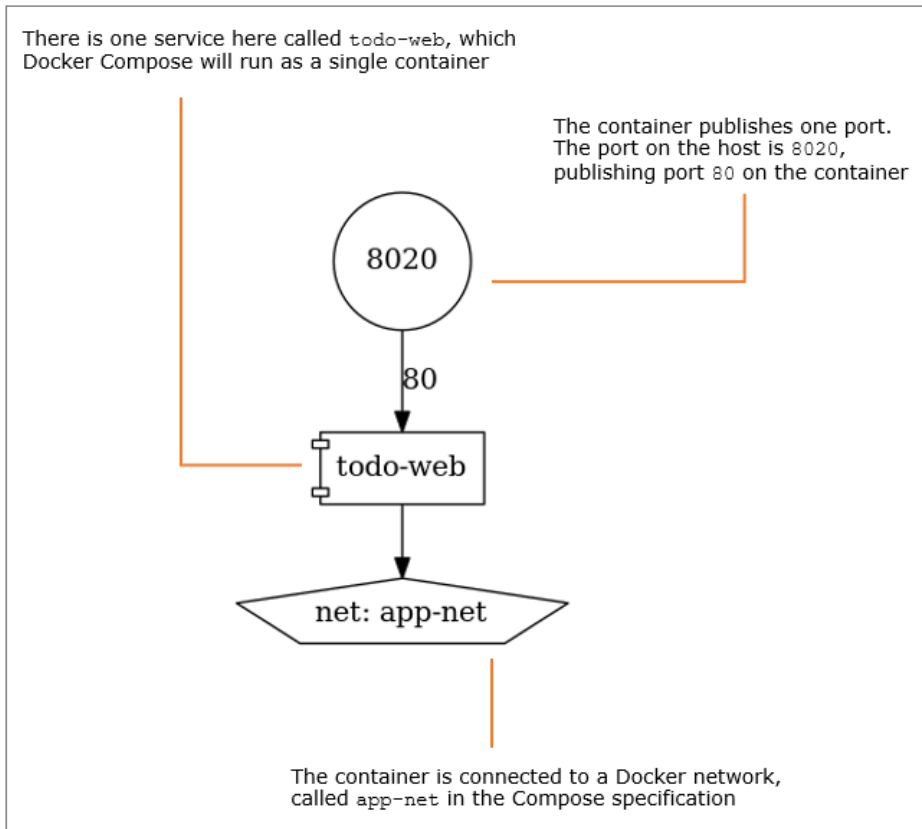 There is one service here called todo-web, which
Docker Compose will run as a single container
The container publishes one port.
The port on the host is 8020,
publishing port 80 on the container
8020
80
todo-web
net: app-net
The container is connected to a Docker network,
called app-net in the Compose specification